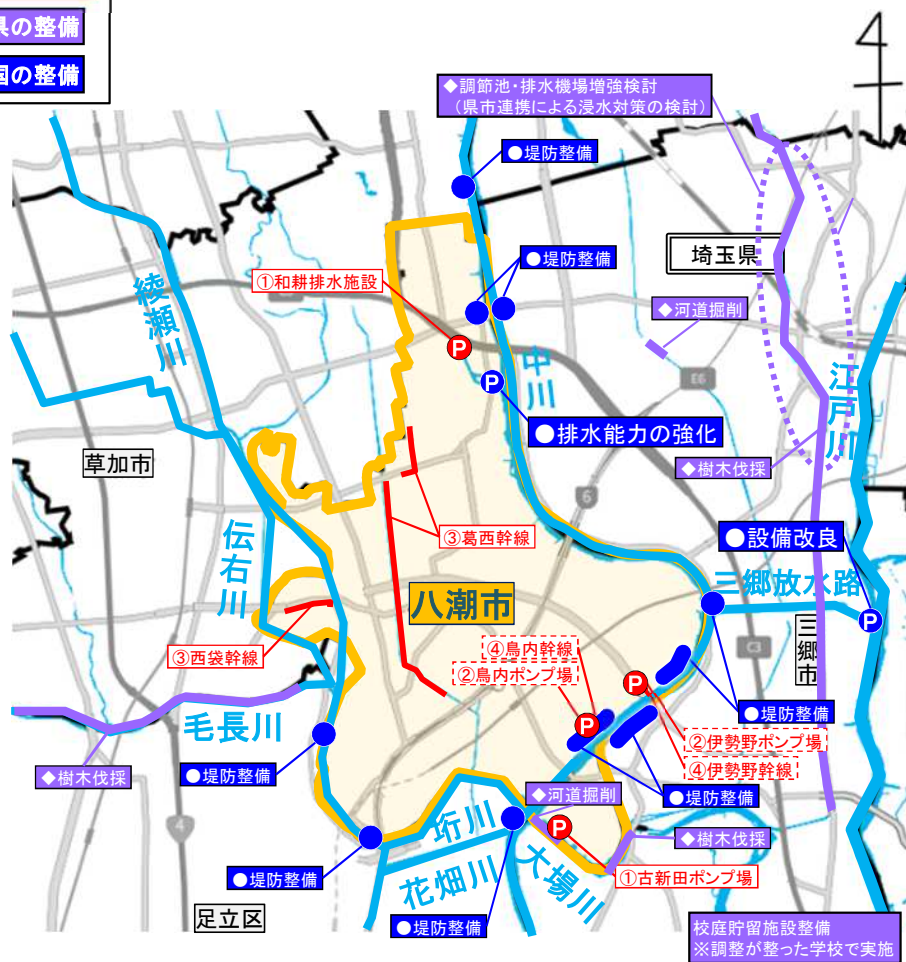 県の整備
国の整備
◆調節池・排水機場増強検討
（県市連携による浸水対策の検討）
●堤防整備
埼玉県
●堤防整備
①和耕排水施設
◆河道掘削
綾瀬川
中川
江戸川
E6
●排水能力の強化
草加市
◆樹木伐採
6
③葛西幹線
伝右川
●設備改良
三郷放水路
八潮市
③西袋幹線
④鳥内幹線
②鳥内ポンプ場
C3
三郷市
毛長川
●堤防整備
②伊勢野ポンプ場
④伊勢野幹線
◆樹木伐採
●堤防整備
◆河道掘削
●堤防整備
4
垳川
◆樹木伐採
●堤防整備
花畑川
大場川
①古新田ポンプ場
足立区
●堤防整備
校庭貯留施設整備
※調整が整った学校で実施
P
P
P
P
P
P